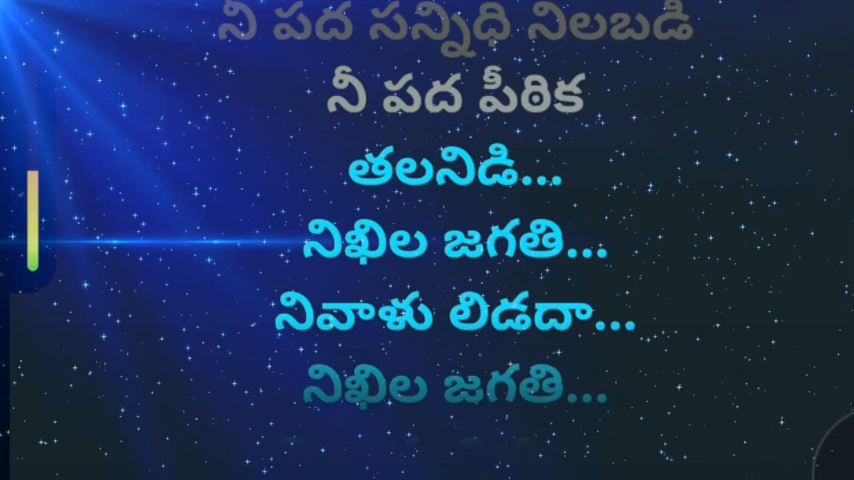 నీ పద సన్నిధి నిలబడి
నీ పద పీఠిక
తలనిడి...
నిఖిల జగతి...
నివాళు లిడదా...
నిఖిల జగతి...